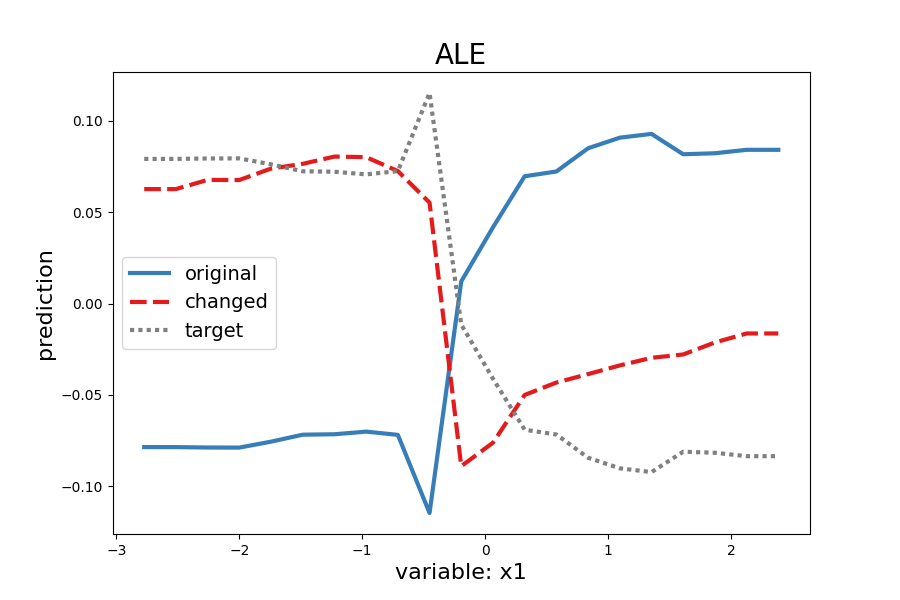 ALE
prediction
0.10
0.05
0.00
−0.05
−0.10
original
changed
target
−3
−2
−1
0
1
2
variable: x1